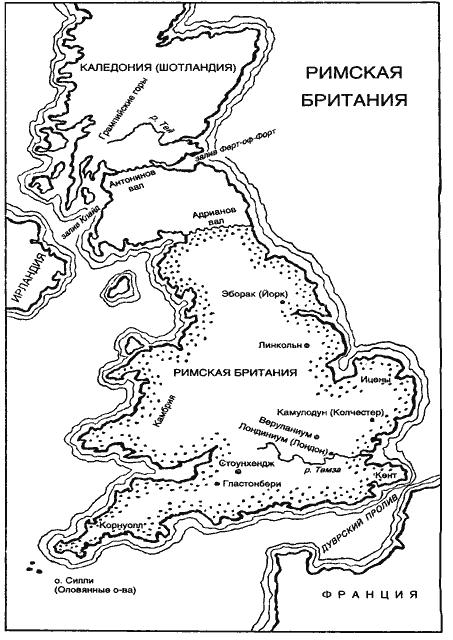 КАЛЕДОНИЯ (ШОТЛАНДИЯ)
РИМСКАЯ
БРИТАНИЯ
Грампийские горы
р. Тей
залив Ферт-оф-Форт
Антонинов
вал
залив Клайд
Адрианов
вал
ИРЛАНДИЯ
Эборак (Йорк)
Линкольн
РИМСКАЯ БРИТАНИЯ
Ицены
Камбрия
Камулодун (Колчестер)
Веруланиум
Лондиниум (Лондон)
Стоунхендж
р. Темза
Кент
Гластонбери
Корнуолл
ДУВРСКИЙ ПРОЛИВ
о. Силли
(Оловянные о-ва)
ФРАНЦИЯ